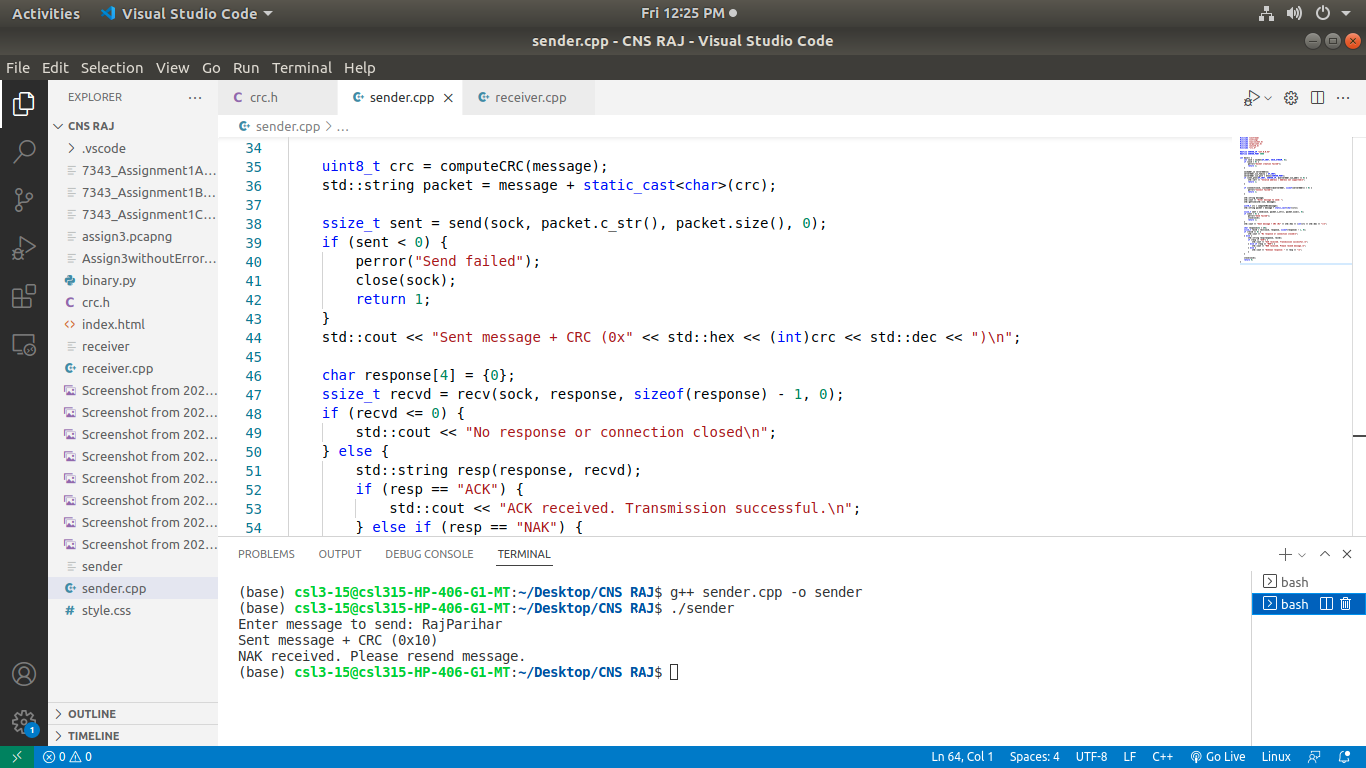 Activities
Visual Studio Code
Fri 12:25 PM
sender.cpp - CNS RAJ - Visual Studio Code
File Edit Selection View Go Run Terminal Help
EXPLORER
CNS RAJ
.vscode
7343_Assignment1A...
7343_Assignment1B...
7343_Assignment1C...
assign3.pcapng
Assign3withoutError...
binary.py
crc.h
index.html
receiver
receiver.cpp
Screenshot from 202...
Screenshot from 202...
Screenshot from 202...
Screenshot from 202...
Screenshot from 202...
Screenshot from 202...
Screenshot from 202...
Screenshot from 202...
sender
sender.cpp
style.css
OUTLINE
TIMELINE
1
crc.h
sender.cpp
receiver.cpp
sender.cpp > ...
34
35 uint8_t crc = computeCRC(message);
36 std::string packet = message + static_cast<char>(crc);
37
38 ssize_t sent = send(sock, packet.c_str(), packet.size(), 0);
39 if (sent < 0) {
40 perror("Send failed");
41 close(sock);
42 return 1;
43 }
44 std::cout << "Sent message + CRC (0x" << std::hex << (int)crc << std::dec << ")\n";
45
46 char response[4] = {0};
47 ssize_t recvd = recv(sock, response, sizeof(response) - 1, 0);
48 if (recvd <= 0) {
49 std::cout << "No response or connection closed\n";
50 } else {
51 std::string resp(response, recvd);
52 if (resp == "ACK") {
53 std::cout << "ACK received. Transmission successful.\n";
54 } else if (resp == "NAK") {
PROBLEMS OUTPUT DEBUG CONSOLE TERMINAL
(base) csl3-15@csl315-HP-406-G1-MT:~/Desktop/CNS RAJ$ g++ sender.cpp -o sender
(base) csl3-15@csl315-HP-406-G1-MT:~/Desktop/CNS RAJ$ ./sender
Enter message to send: RajParihar
Sent message + CRC (0x10)
NAK received. Please resend message.
(base) csl3-15@csl315-HP-406-G1-MT:~/Desktop/CNS RAJ$
bash
bash
0 0
Ln 64, Col 1 Spaces: 4 UTF-8 LF C++ Go Live Linux